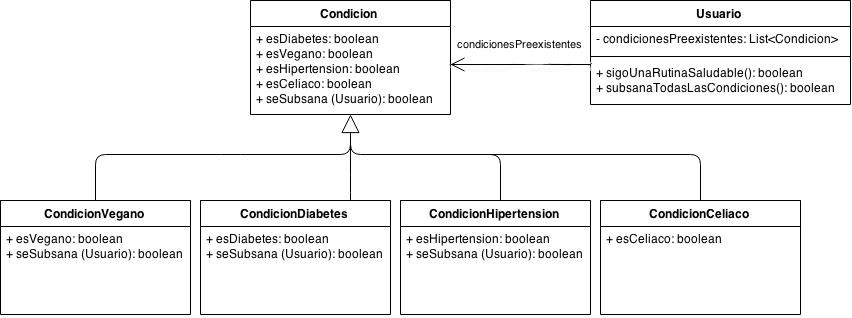 Condicion
+ esDiabetes: boolean
+ esVegano: boolean
+ esHipertension: boolean
+ esCeliaco: boolean
+ seSubsana (Usuario): boolean
condicionesPreexistentes
Usuario
- condicionesPreexistentes: List<Condicion>
+ sigoUnaRutinaSaludable(): boolean
+ subsanaTodasLasCondiciones(): boolean
CondicionVegano
+ esVegano: boolean
+ seSubsana (Usuario): boolean
CondicionDiabetes
+ esDiabetes: boolean
+ seSubsana (Usuario): boolean
CondicionHipertension
+ esHipertension: boolean
+ seSubsana (Usuario): boolean
CondicionCeliaco
+ esCeliaco: boolean